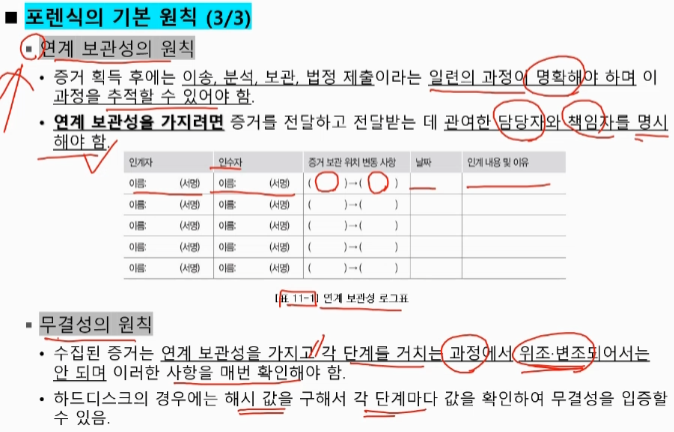 ■ 포렌식의 기본 원칙 (3/3)
▪ 연계 보관성의 원칙
• 증거 획득 후에는 이송, 분석, 보관, 법정 제출이라는 일련의 과정이 명확해야 하며 이
과정을 추적할 수 있어야 함.
• 연계 보관성을 가지려면 증거를 전달하고 전달받는 데 관여한 담당자와 책임자를 명시
해야 함.
인계자 인수자 증거 보관 위치 변동 사항 날짜 인계 내용 및 이유
이름: (서명) 이름: (서명) ( )→( )
이름: (서명) 이름: (서명) ( )→( )
이름: (서명) 이름: (서명) ( )→( )
이름: (서명) 이름: (서명) ( )→( )
이름: (서명) 이름: (서명) ( )→( )
[표 11-1] 연계 보관성 로그표
▪ 무결성의 원칙
• 수집된 증거는 연계 보관성을 가지고 각 단계를 거치는 과정에서 위조·변조되어서는
안 되며 이러한 사항을 매번 확인해야 함.
• 하드디스크의 경우에는 해시 값을 구해서 각 단계마다 값을 확인하여 무결성을 입증할
수 있음.